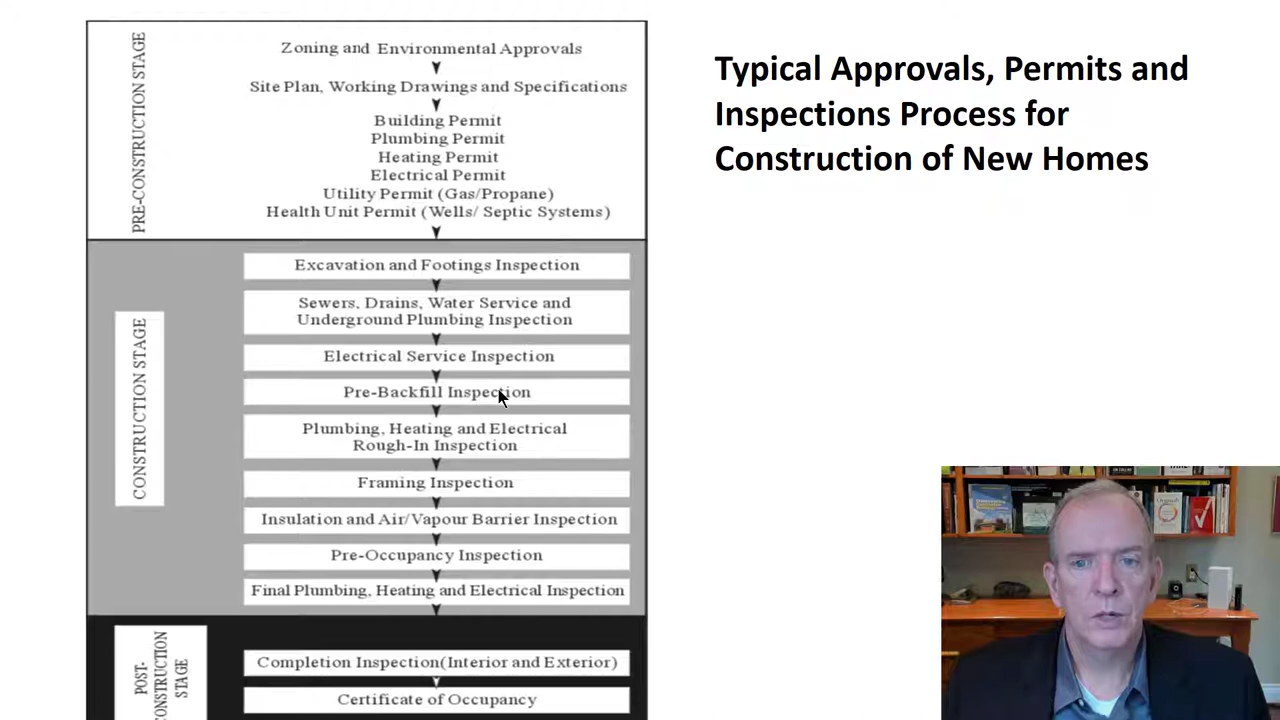 PRE-CONSTRUCTION STAGE
Zoning and Environmental Approvals
Site Plan, Working Drawings and Specifications
Building Permit
Plumbing Permit
Heating Permit
Electrical Permit
Utility Permit (Gas/Propane)
Health Unit Permit (Wells/ Septic Systems)
CONSTRUCTION STAGE
Excavation and Footings Inspection
Sewers, Drains, Water Service and
Underground Plumbing Inspection
Electrical Service Inspection
Pre-Backfill Inspection
Plumbing, Heating and Electrical
Rough-In Inspection
Framing Inspection
Insulation and Air/Vapour Barrier Inspection
Pre-Occupancy Inspection
Final Plumbing, Heating and Electrical Inspection
POST-
CONSTRUCTION
STAGE
Completion Inspection(Interior and Exterior)
Certificate of Occupancy
Typical Approvals, Permits and
Inspections Process for
Construction of New Homes